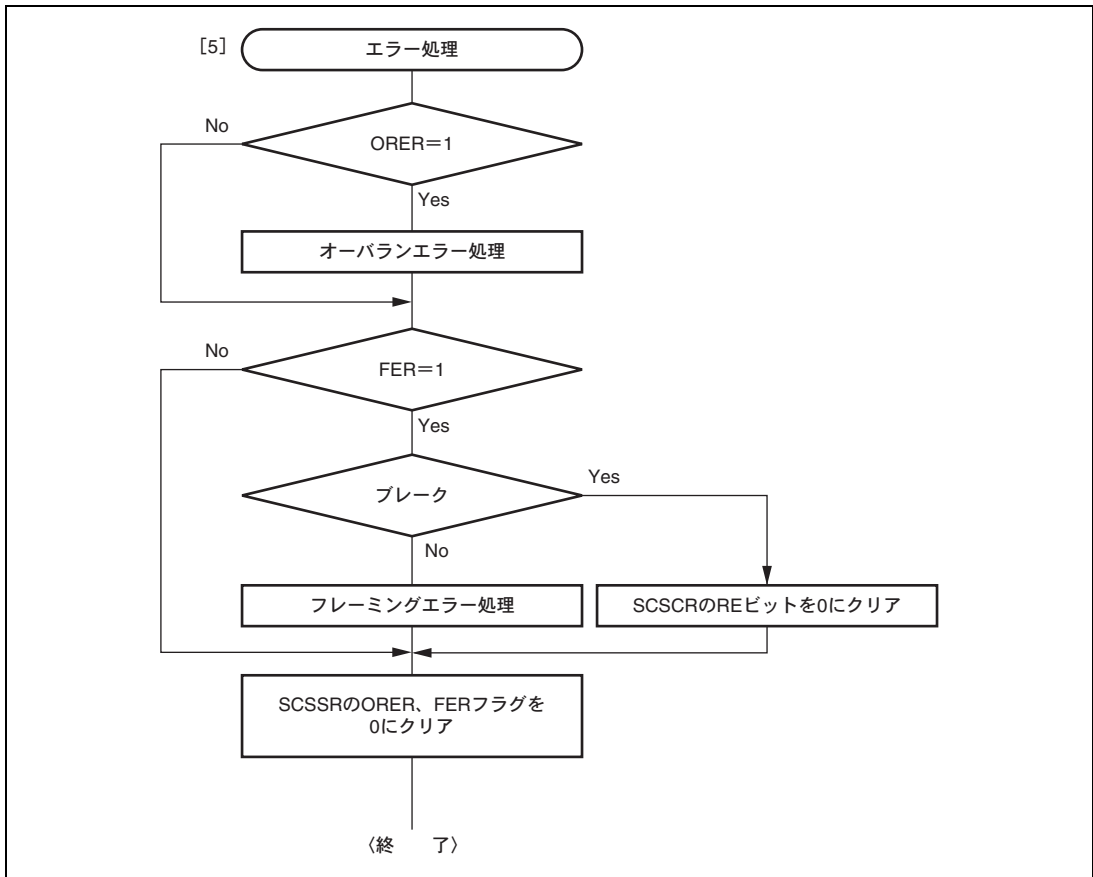 [5]
エラー処理
No
ORER＝1
Yes
オーバランエラー処理
No
FER＝1
Yes
ブレーク
Yes
No
フレーミングエラー処理
SCSCRのREビットを0にクリア
SCSSRのORER、FERフラグを
0にクリア
〈終　了〉